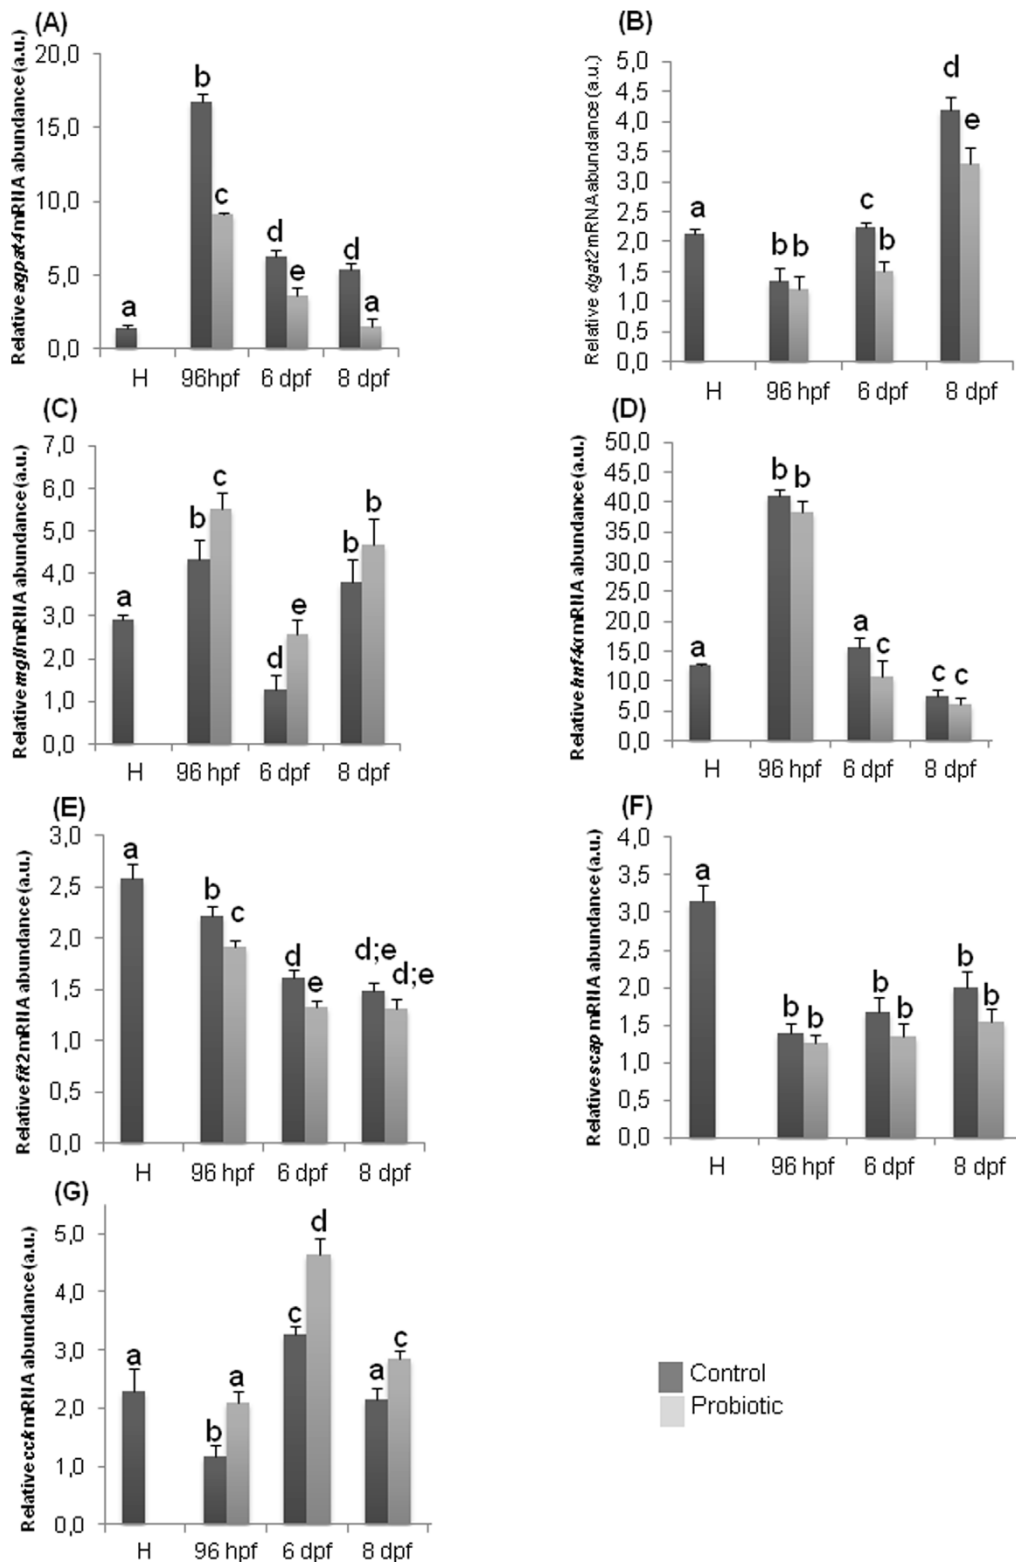 (A)
Relative agpat4 mRNA abundance (a.u.)
20,0
15,0
10,0
5,0
0,0
a
b
c
d
e
d
a
H
96hpf
6 dpf
8 dpf
(B)
Relative dgat2 mRNA abundance (a.u.)
5,0
4,5
4,0
3,5
3,0
2,5
2,0
1,5
1,0
0,5
0,0
a
b
b
c
b
d
e
H
96 hpf
6 dpf
8 dpf
(C)
Relative mgll mRNA abundance (a.u.)
7,0
6,0
5,0
4,0
3,0
2,0
1,0
0,0
a
b
c
d
e
b
b
H
96 hpf
6 dpf
8 dpf
(D)
Relative hnf4α mRNA abundance (a.u.)
50,0
45,0
40,0
35,0
30,0
25,0
20,0
15,0
10,0
5,0
0,0
a
b
b
a
c
c
c
H
96 hpf
6 dpf
8 dpf
(E)
Relative fit2 mRNA abundance (a.u.)
3,0
2,5
2,0
1,5
1,0
0,5
0,0
a
b
c
d
e
d;e
d;e
H
96 hpf
6 dpf
8 dpf
(F)
Relative scap mRNA abundance (a.u.)
4,0
3,5
3,0
2,5
2,0
1,5
1,0
0,5
0,0
a
b
b
b
b
b
b
H
96 hpf
6 dpf
8 dpf
(G)
Relative cck mRNA abundance (a.u.)
5,0
4,0
3,0
2,0
1,0
0,0
a
b
a
c
d
a
c
H
96 hpf
6 dpf
8 dpf
Control
Probiotic